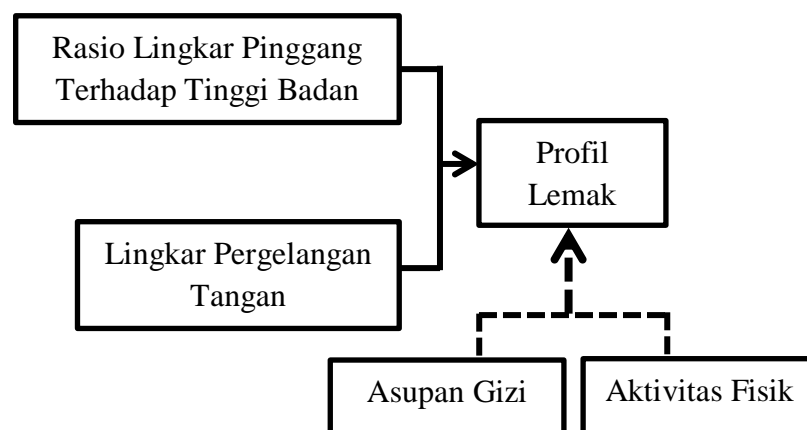 Rasio Lingkar Pinggang
Terhadap Tinggi Badan
Profil
Lemak
Lingkar Pergelangan
Tangan
Asupan Gizi
Aktivitas Fisik